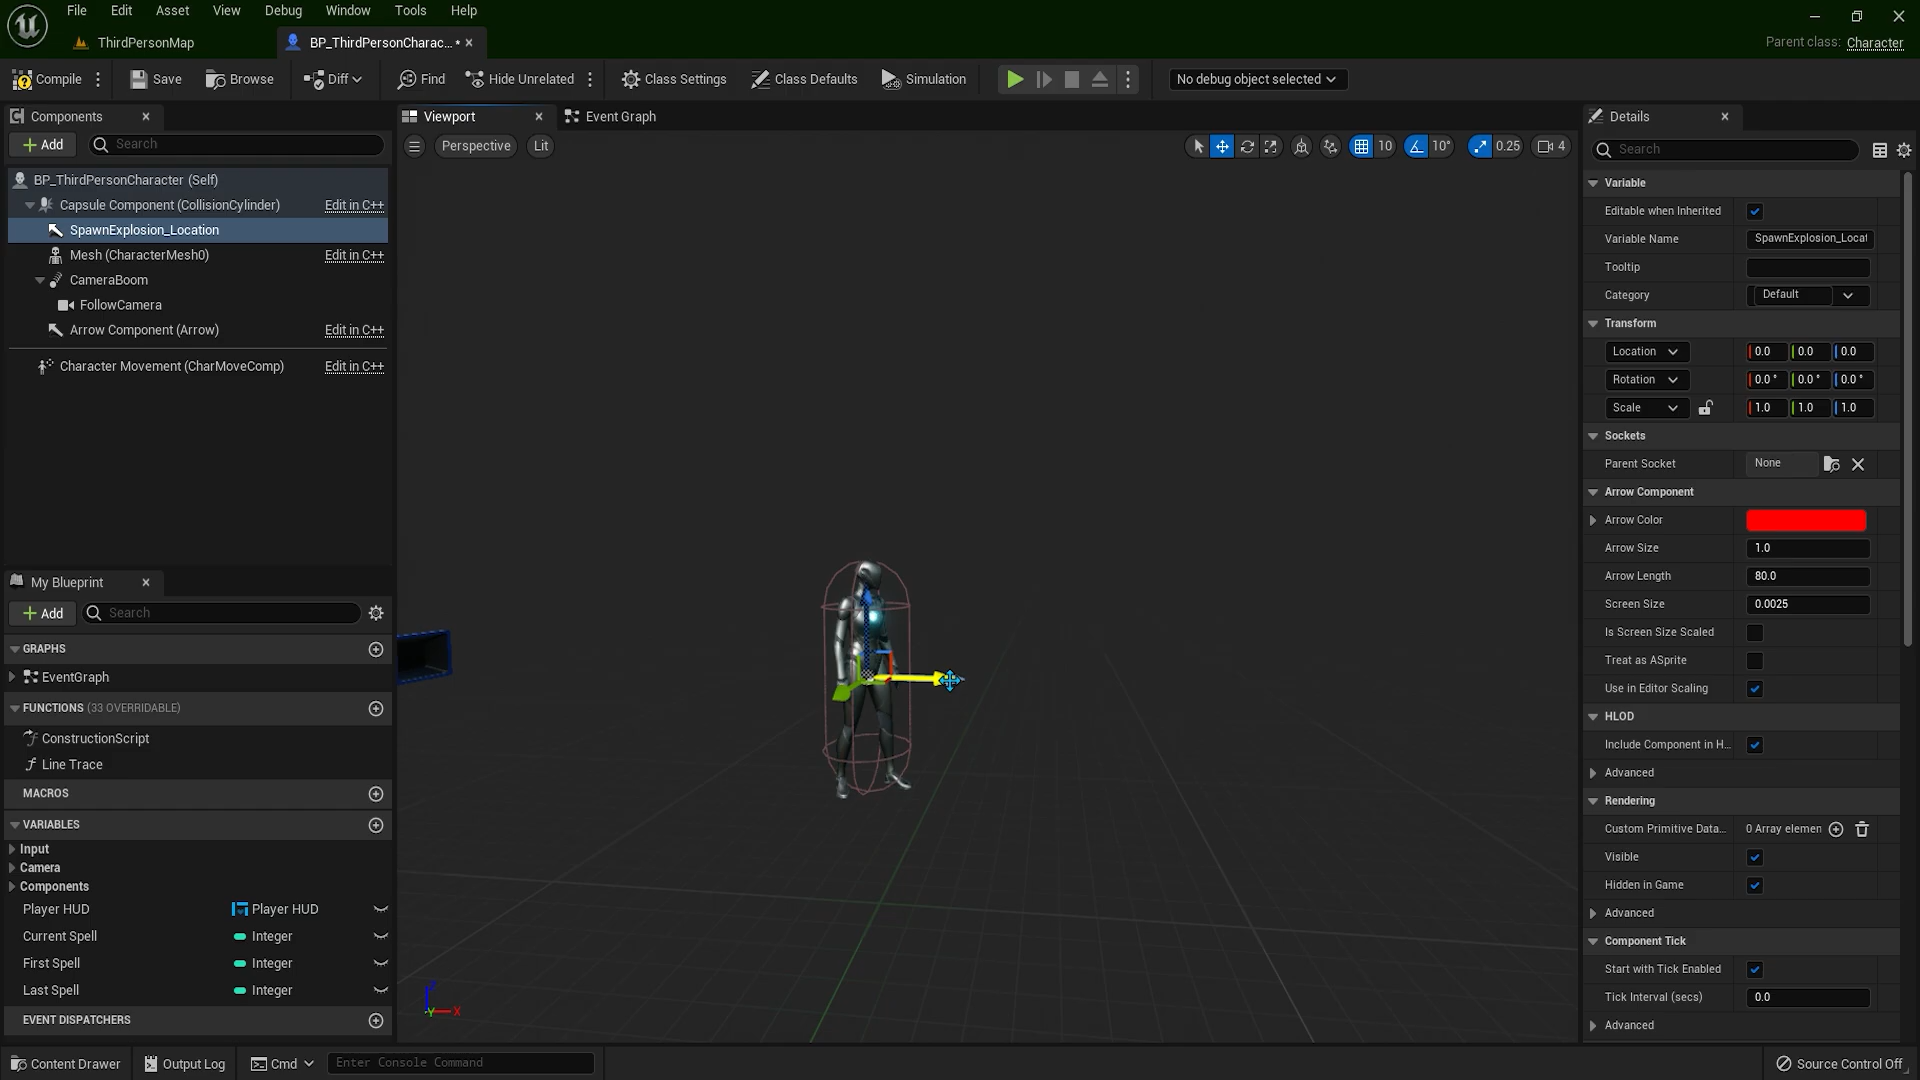 File Edit View Asset Debug Window Tools Help
ThirdPersonMap
BP_ThirdPersonCharac... •
Parent class: Character
Compile
Save
Browse
Diff
Find
Hide Unrelated
Class Settings
Class Defaults
Simulation
No debug object selected
Components
Add
Search
BP_ThirdPersonCharacter (Self)
Capsule Component (CollisionCylinder) Edit in C++
SpawnExplosion_Location
Mesh (CharacterMesh0) Edit in C++
CameraBoom
FollowCamera
Arrow Component (Arrow) Edit in C++
Character Movement (CharMoveComp) Edit in C++
My Blueprint
Add
Search
GRAPHS
EventGraph
FUNCTIONS (33 OVERRIDABLE)
ConstructionScript
Line Trace
MACROS
VARIABLES
Input
Camera
Components
Player HUD Player HUD
Current Spell Integer
First Spell Integer
Last Spell Integer
EVENT DISPATCHERS
Viewport
Event Graph
Perspective
Lit
10
10°
0.25
4
Z
Y
X
Details
Search
Variable
Editable when Inherited
Variable Name SpawnExplosion_Locat
Tooltip
Category Default
Transform
Location 0.0 0.0 0.0
Rotation 0.0 ° 0.0 ° 0.0 °
Scale 1.0 1.0 1.0
Sockets
Parent Socket None
Arrow Component
Arrow Color
Arrow Size 1.0
Arrow Length 80.0
Screen Size 0.0025
Is Screen Size Scaled
Treat as ASprite
Use in Editor Scaling
HLOD
Include Component in H...
Advanced
Rendering
Custom Primitive Data... 0 Array elemen
Visible
Hidden in Game
Advanced
Component Tick
Start with Tick Enabled
Tick Interval (secs) 0.0
Advanced
Content Drawer
Output Log
Cmd
Enter Console Command
Source Control Off